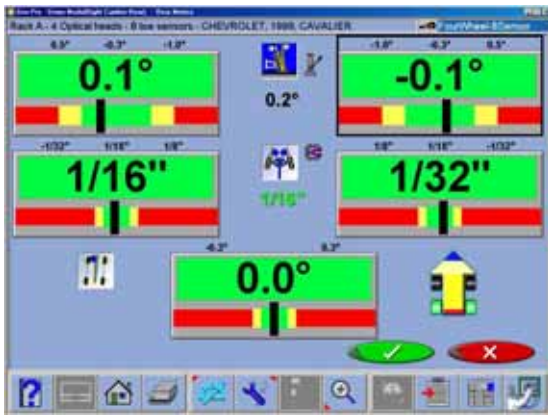 Rack A - 4 Optical heads - 8 toe sensors - CHEVROLET, 1999, CAVALIER
FourWheel-8Sensor
0.5° -0.3° -1.0°
0.1°
0.2°
-1.0° -0.3° 0.5°
-0.1°
-1/32" 1/16" 1/8"
1/16"
1/16"
1/8" 1/16" -1/32"
1/32"
-0.2° 0.2°
0.0°